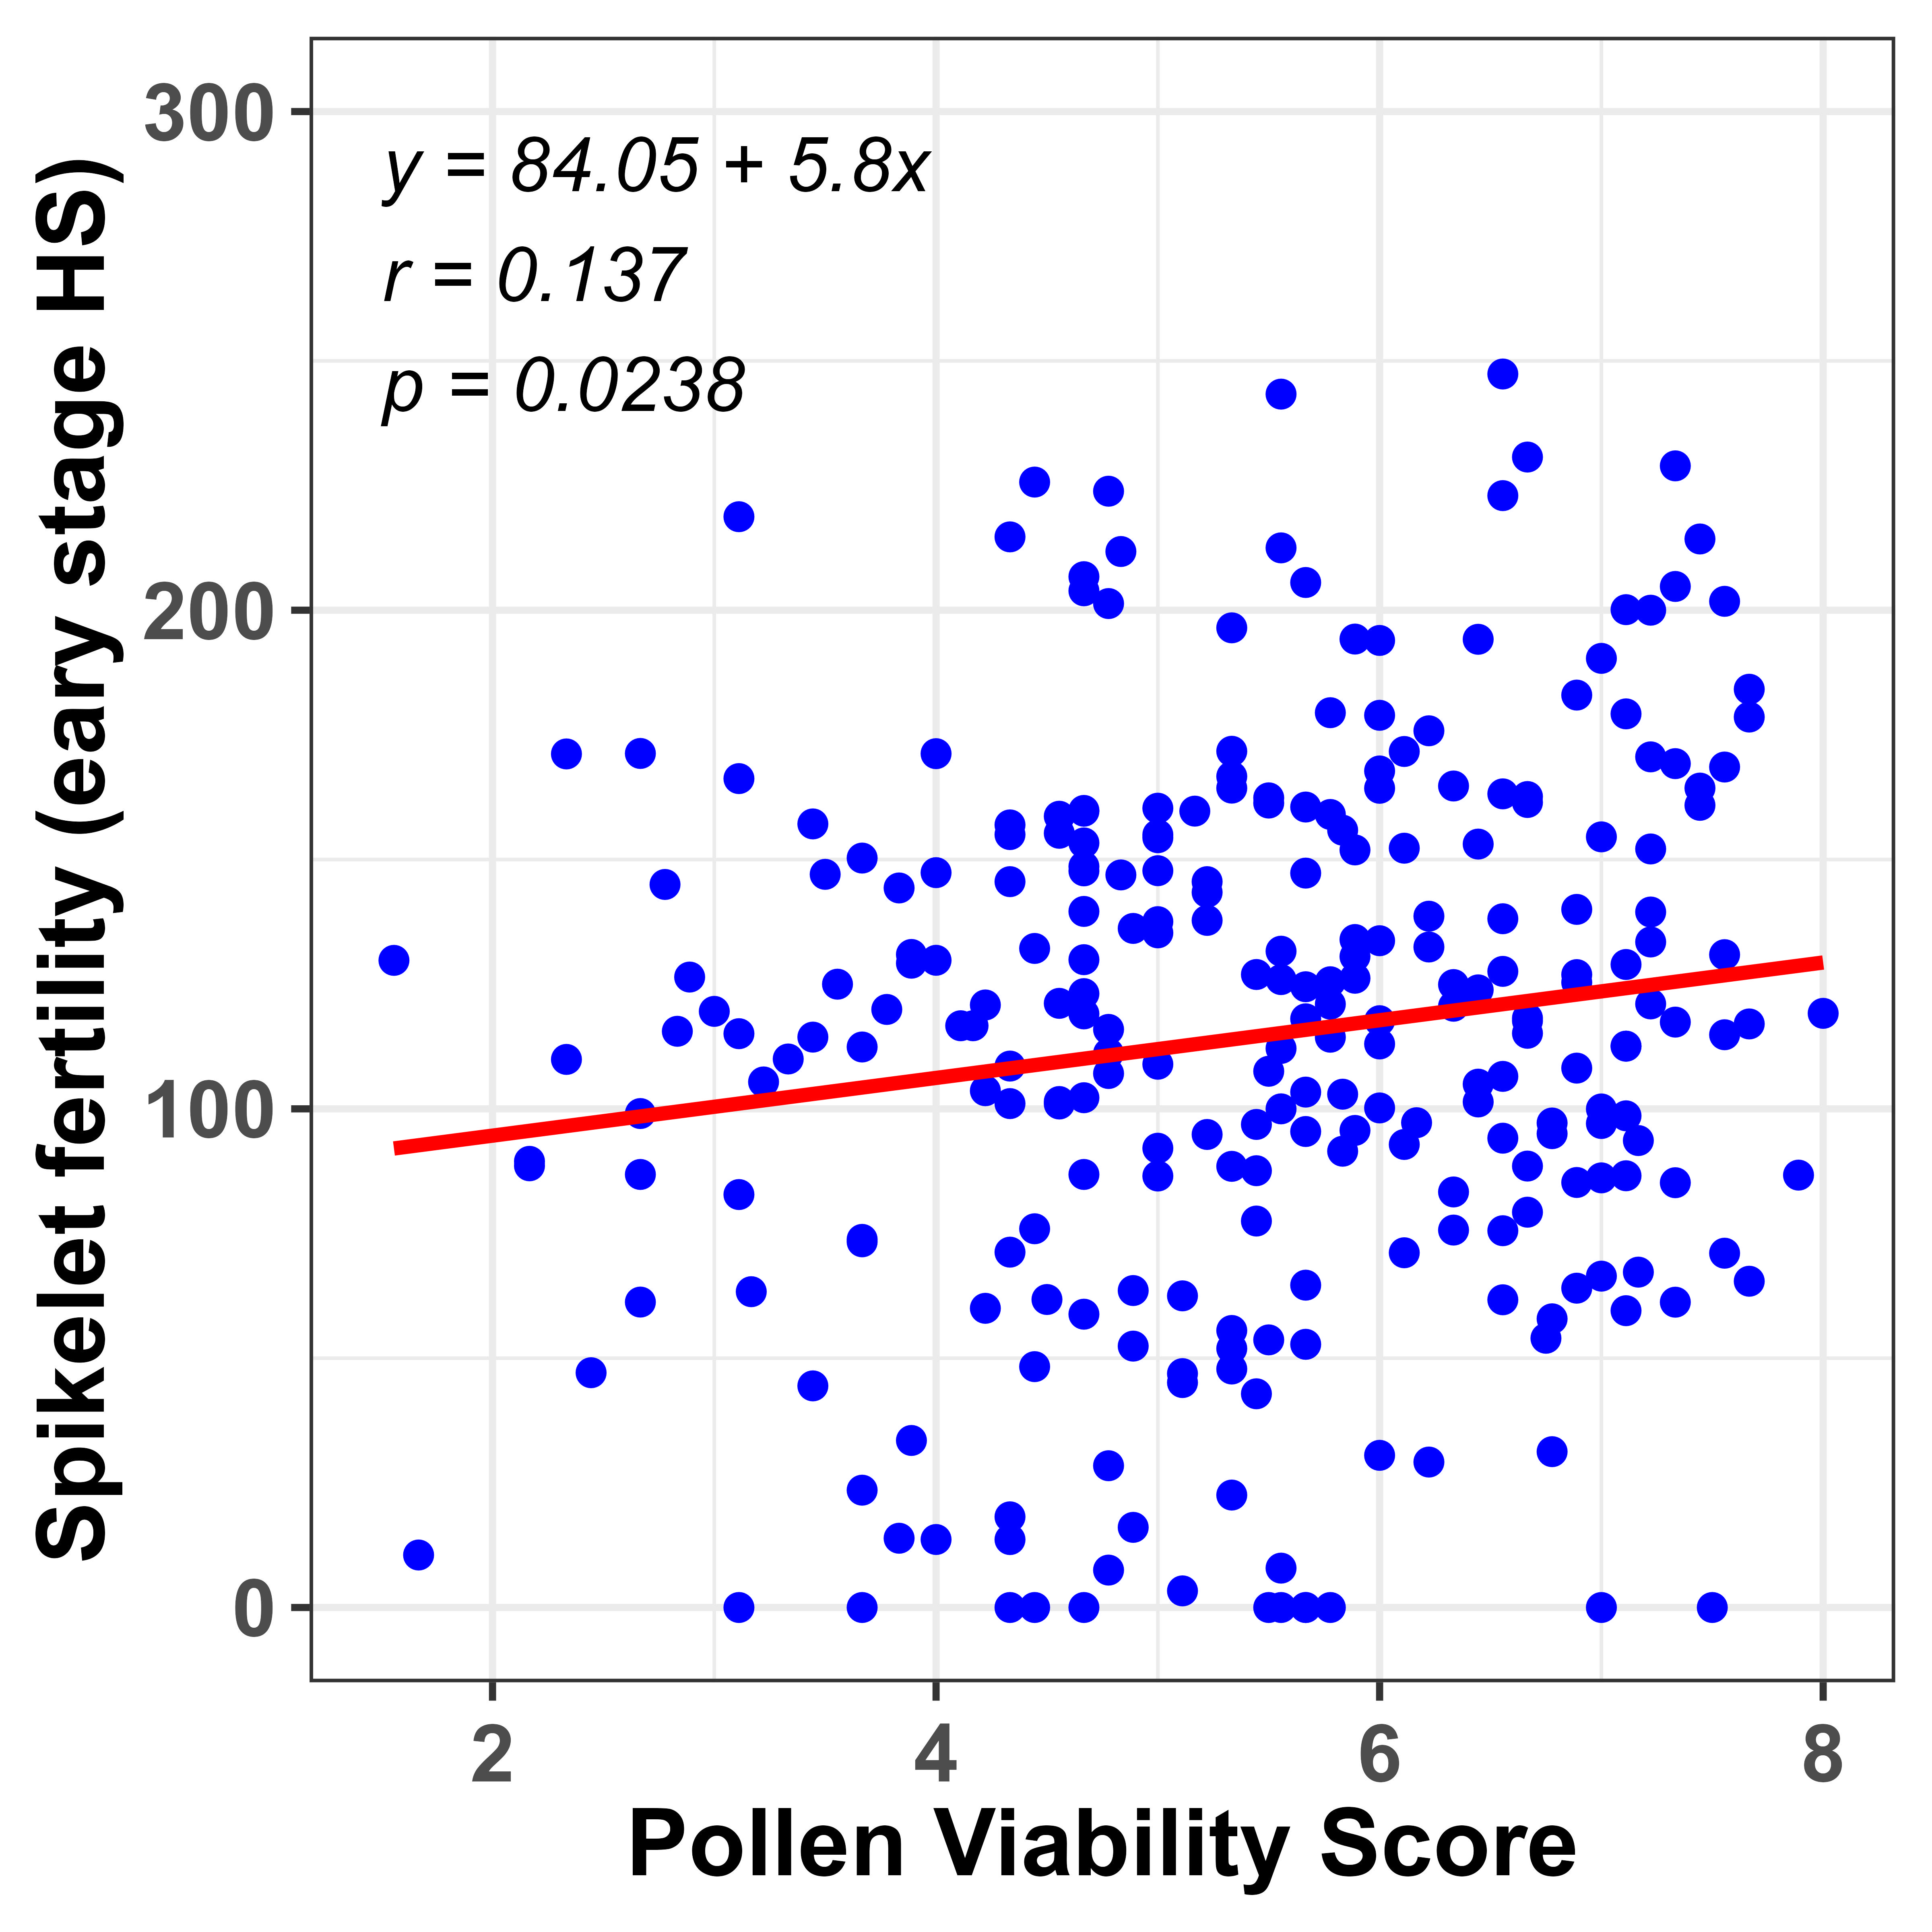 y = 84.05 + 5.8x
r = 0.137
p = 0.0238
Spikelet fertility (eary stage HS)
300
200
100
0
2 4 6 8
Pollen Viability Score